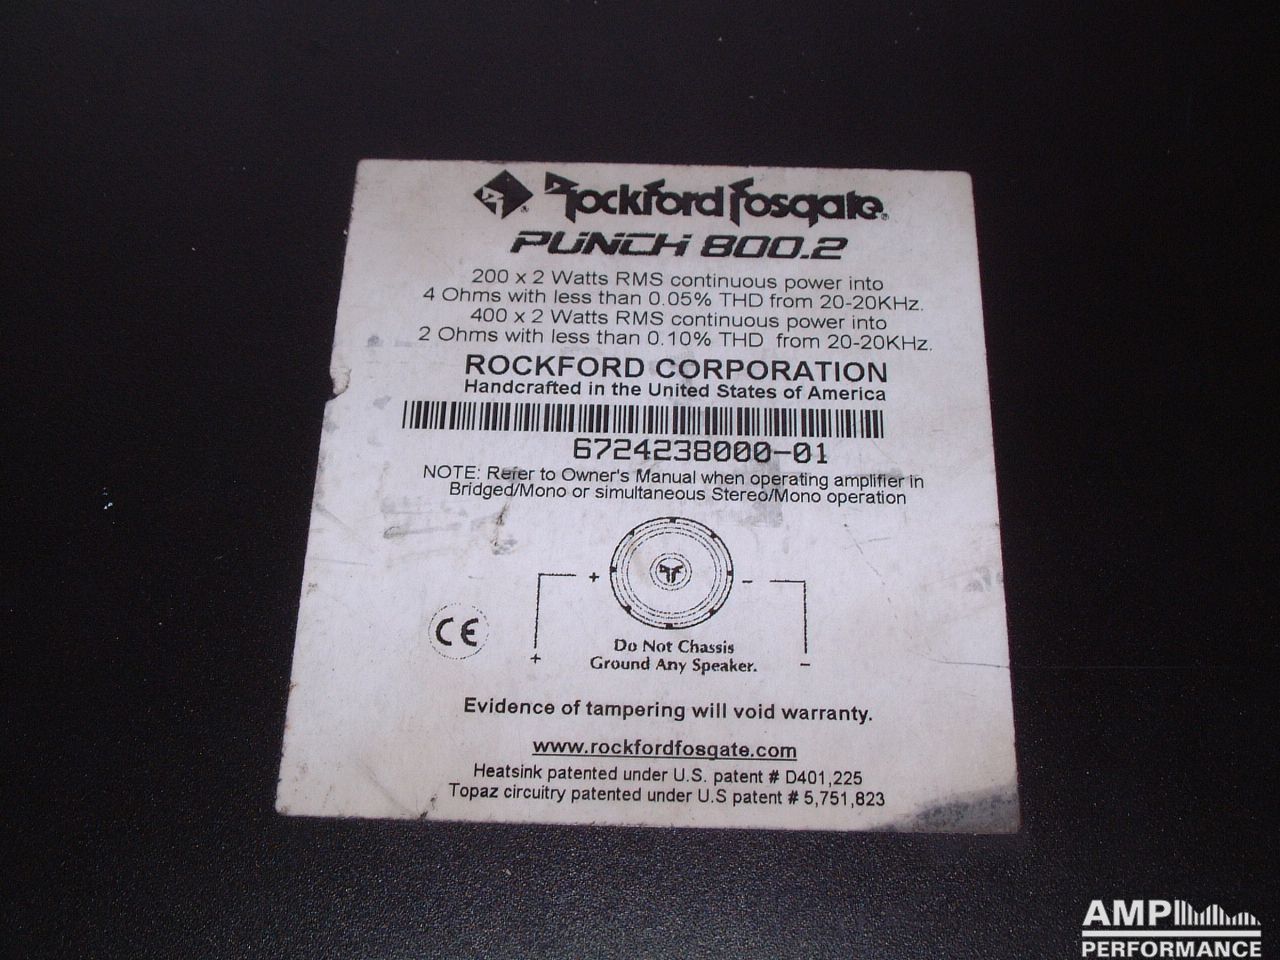 Rockford Fosgate®
PUNCH 800.2
200 x 2 Watts RMS continuous power into
4 Ohms with less than 0.05% THD from 20-20KHz.
400 x 2 Watts RMS continuous power into
2 Ohms with less than 0.10% THD from 20-20KHz.
ROCKFORD CORPORATION
Handcrafted in the United States of America
6724238000-01
NOTE: Refer to Owner's Manual when operating amplifier in
Bridged/Mono or simultaneous Stereo/Mono operation
+ -
CE
+ Do Not Chassis
Ground Any Speaker. -
Evidence of tampering will void warranty.
www.rockfordfosgate.com
Heatsink patented under U.S. patent # D401,225
Topaz circuitry patented under U.S patent # 5,751,823
AMP
PERFORMANCE